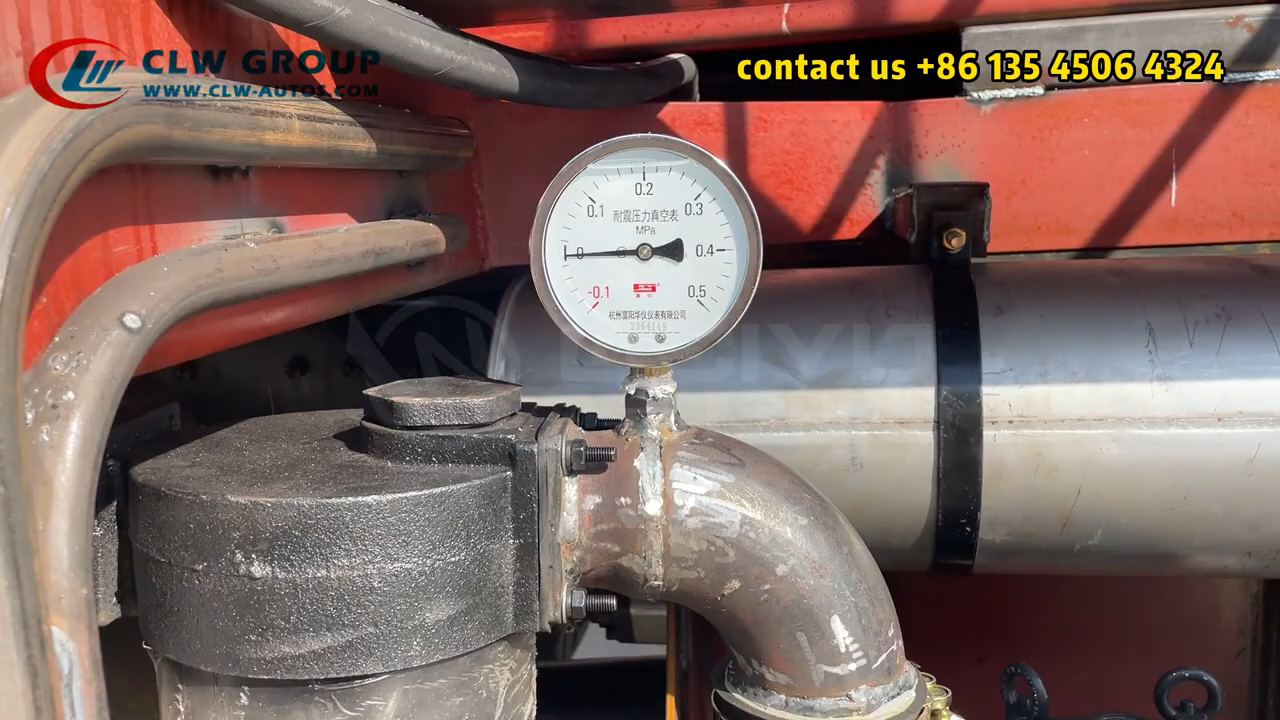 CLW GROUP
WWW.CLW-AUTOS.COM
contact us +86 135 4506 4324
0.2
0.1
0.3
耐震压力真空表
MPa
0
0.4
-0.1
0.5
杭州富阳华仪仪表有限公司
2364149